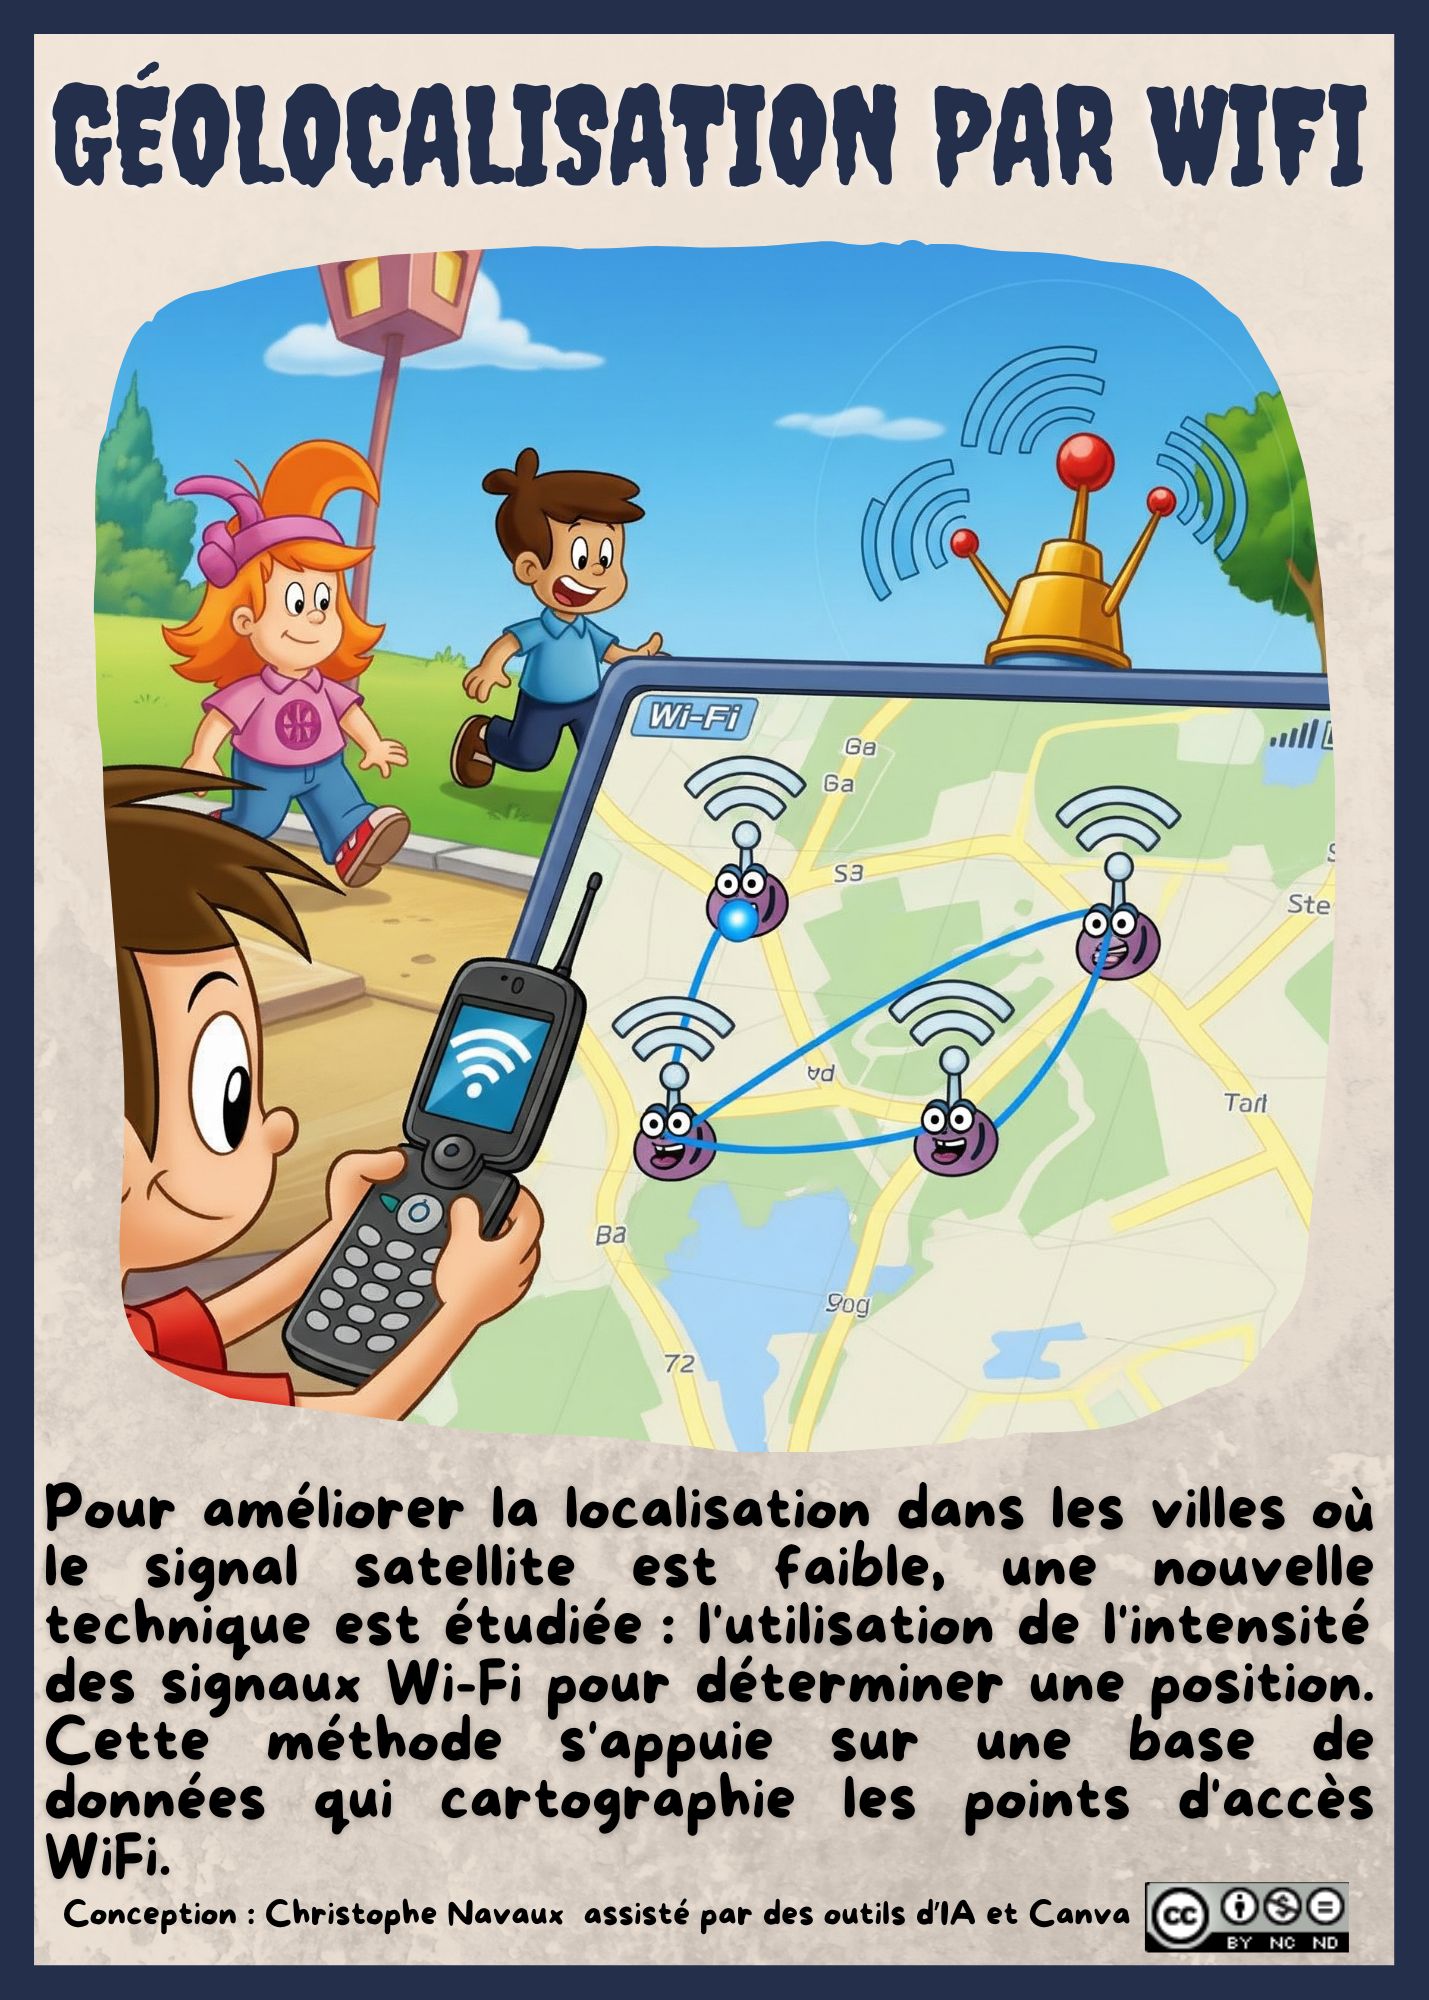 GÉOLOCALISATION PAR WIFI
Wi-Fi
Ga
Ga
S3
Ste
Ba
90g
72
Pour améliorer la localisation dans les villes où
le signal satellite est faible, une nouvelle
technique est étudiée : l'utilisation de l'intensité
des signaux Wi-Fi pour déterminer une position.
Cette méthode s'appuie sur une base de
données qui cartographie les points d'accès
WiFi.
Conception : Christophe Navaux assisté par des outils d'IA et Canva
cc
BY NC ND